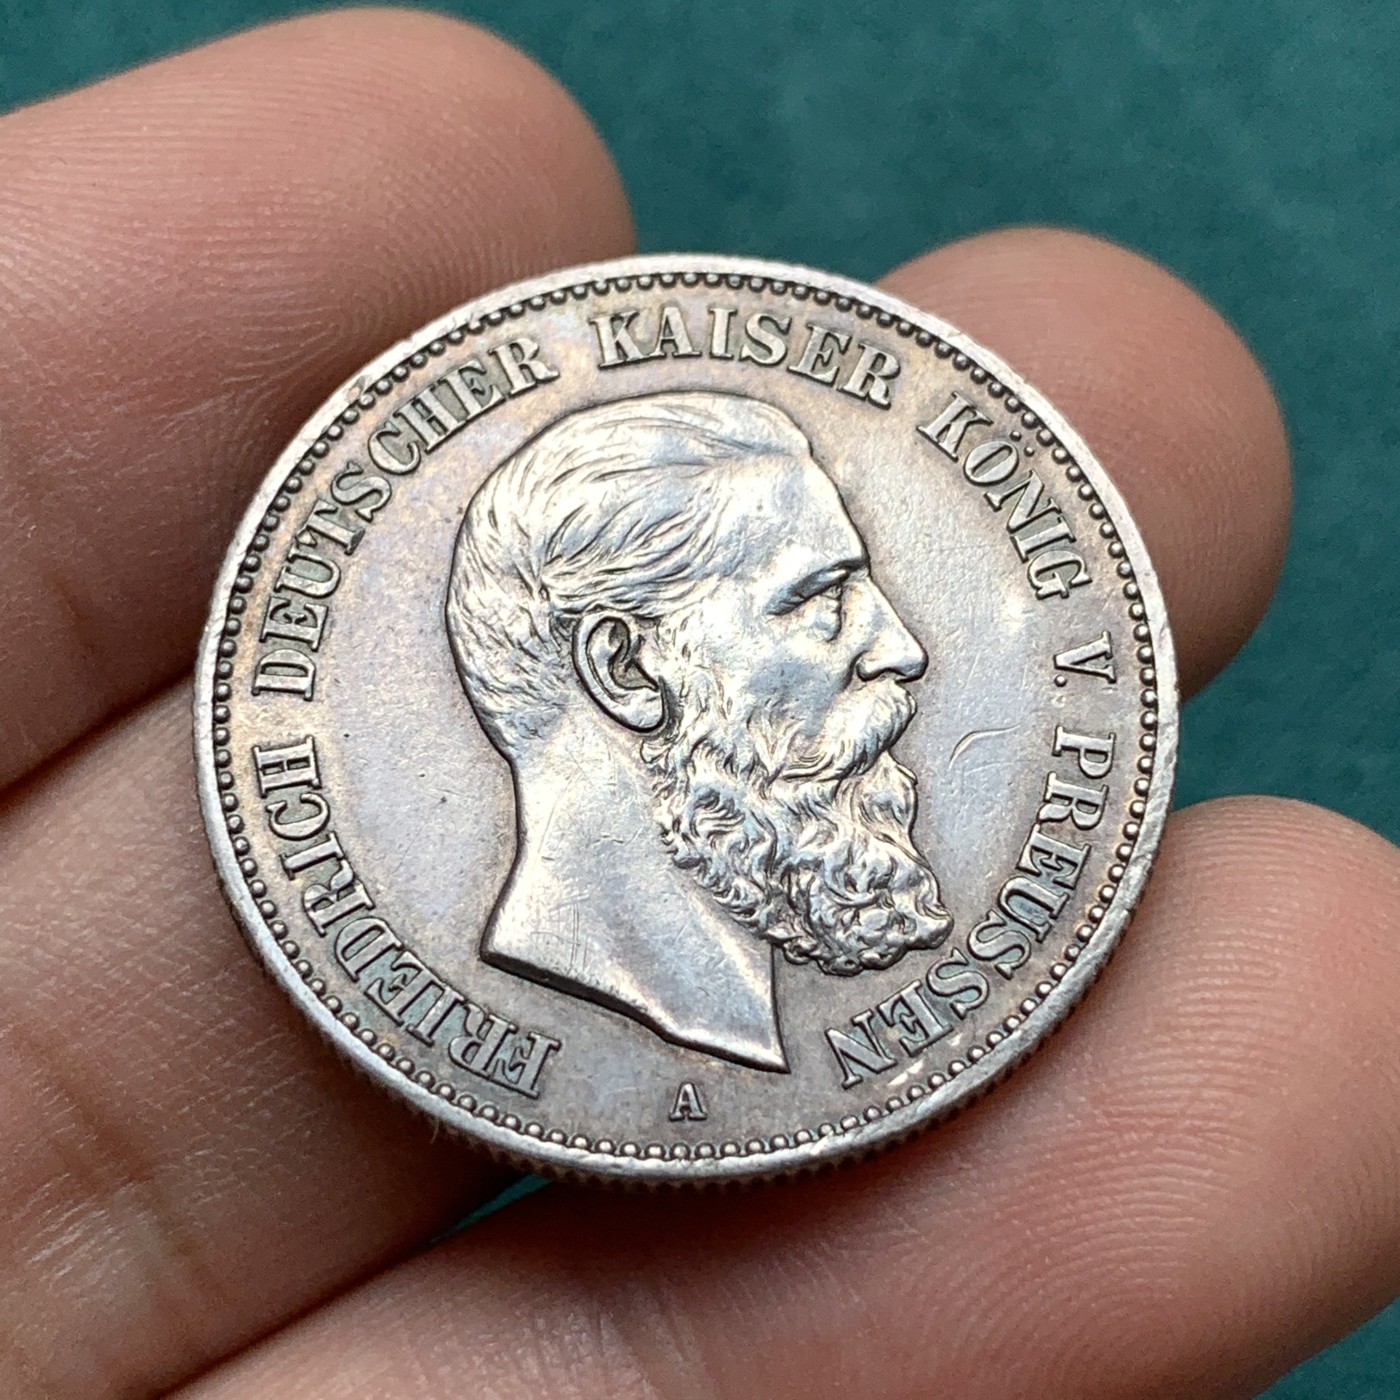 FRIEDRICH DEUTSCHER KAISER KÖNIG V. PREUSSEN
A